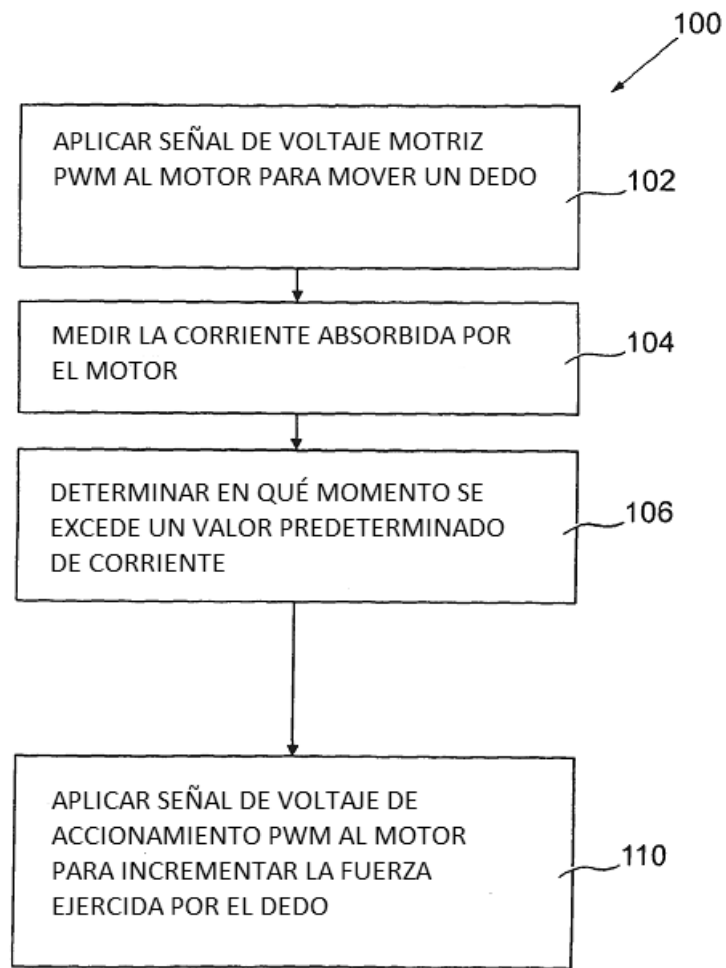 100
APLICAR SEÑAL DE VOLTAJE MOTRIZ
PWM AL MOTOR PARA MOVER UN DEDO
102
MEDIR LA CORRIENTE ABSORBIDA POR
EL MOTOR
104
DETERMINAR EN QUÉ MOMENTO SE
EXCEDE UN VALOR PREDETERMINADO
DE CORRIENTE
106
APLICAR SEÑAL DE VOLTAJE DE
ACCIONAMIENTO PWM AL MOTOR
PARA INCREMENTAR LA FUERZA
EJERCIDA POR EL DEDO
110